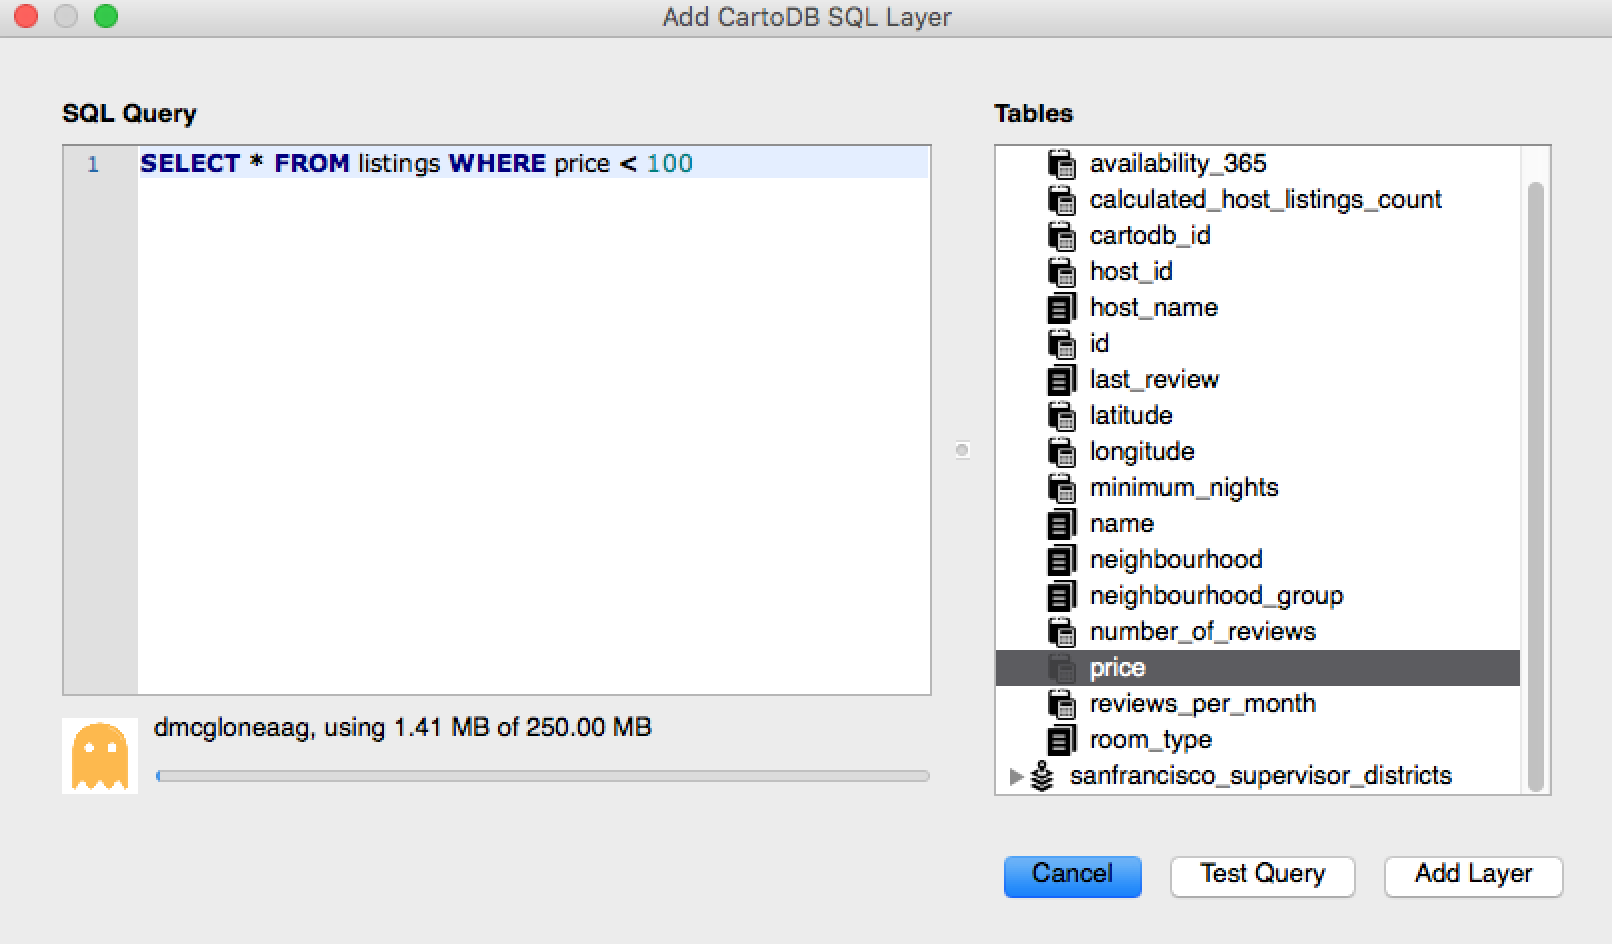 Add CartoDB SQL Layer
SQL Query
1 SELECT * FROM listings WHERE price < 100
dmcgloneaag, using 1.41 MB of 250.00 MB
Tables
availability_365
calculated_host_listings_count
cartodb_id
host_id
host_name
id
last_review
latitude
longitude
minimum_nights
name
neighbourhood
neighbourhood_group
number_of_reviews
price
reviews_per_month
room_type
sanfrancisco_supervisor_districts
Cancel
Test Query
Add Layer